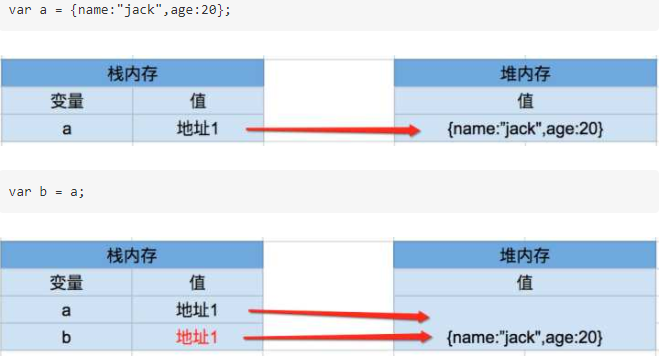 var a = {name:"jack",age:20};
栈内存 堆内存
变量 值 值
a 地址1 {name:"jack",age:20}
var b = a;
栈内存 堆内存
变量 值 值
a 地址1
b 地址1 {name:"jack",age:20}